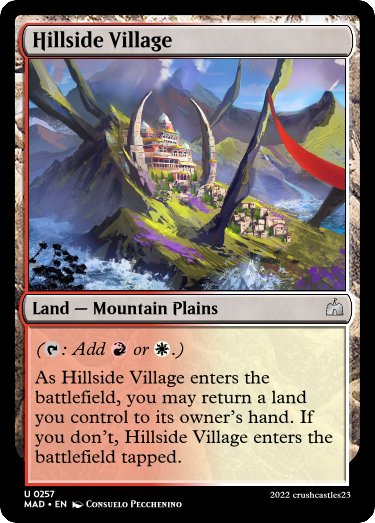 Hillside Village
Land — Mountain Plains
(: Add or .)
As Hillside Village enters the
battlefield, you may return a land
you control to its owner's hand. If
you don't, Hillside Village enters the
battlefield tapped.
U 0257
MAD • EN Consuelo Pecchenino
2022 crushcastles23